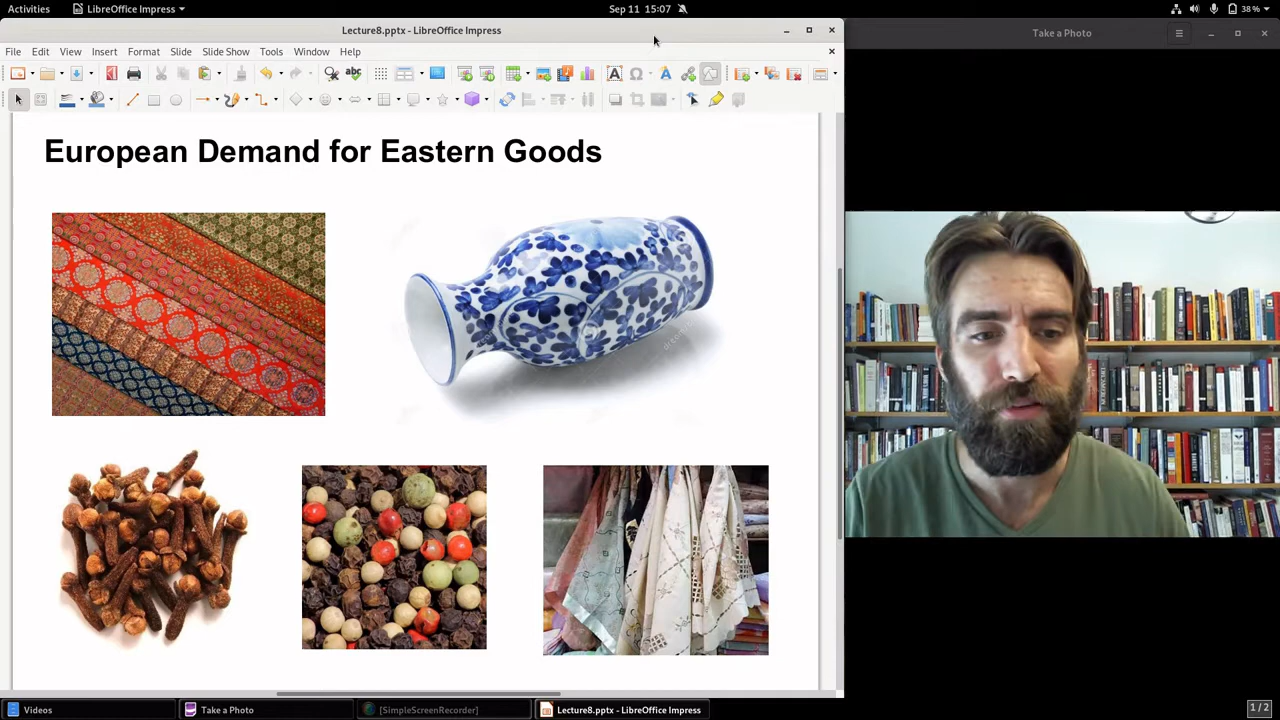 Activities
LibreOffice Impress
Sep 11 15:07
38%
Lecture8.pptx - LibreOffice Impress
Take a Photo
File Edit View Insert Format Slide Slide Show Tools Window Help
European Demand for Eastern Goods
Videos
Take a Photo
[SimpleScreenRecorder]
Lecture8.pptx - LibreOffice Impress
1/2